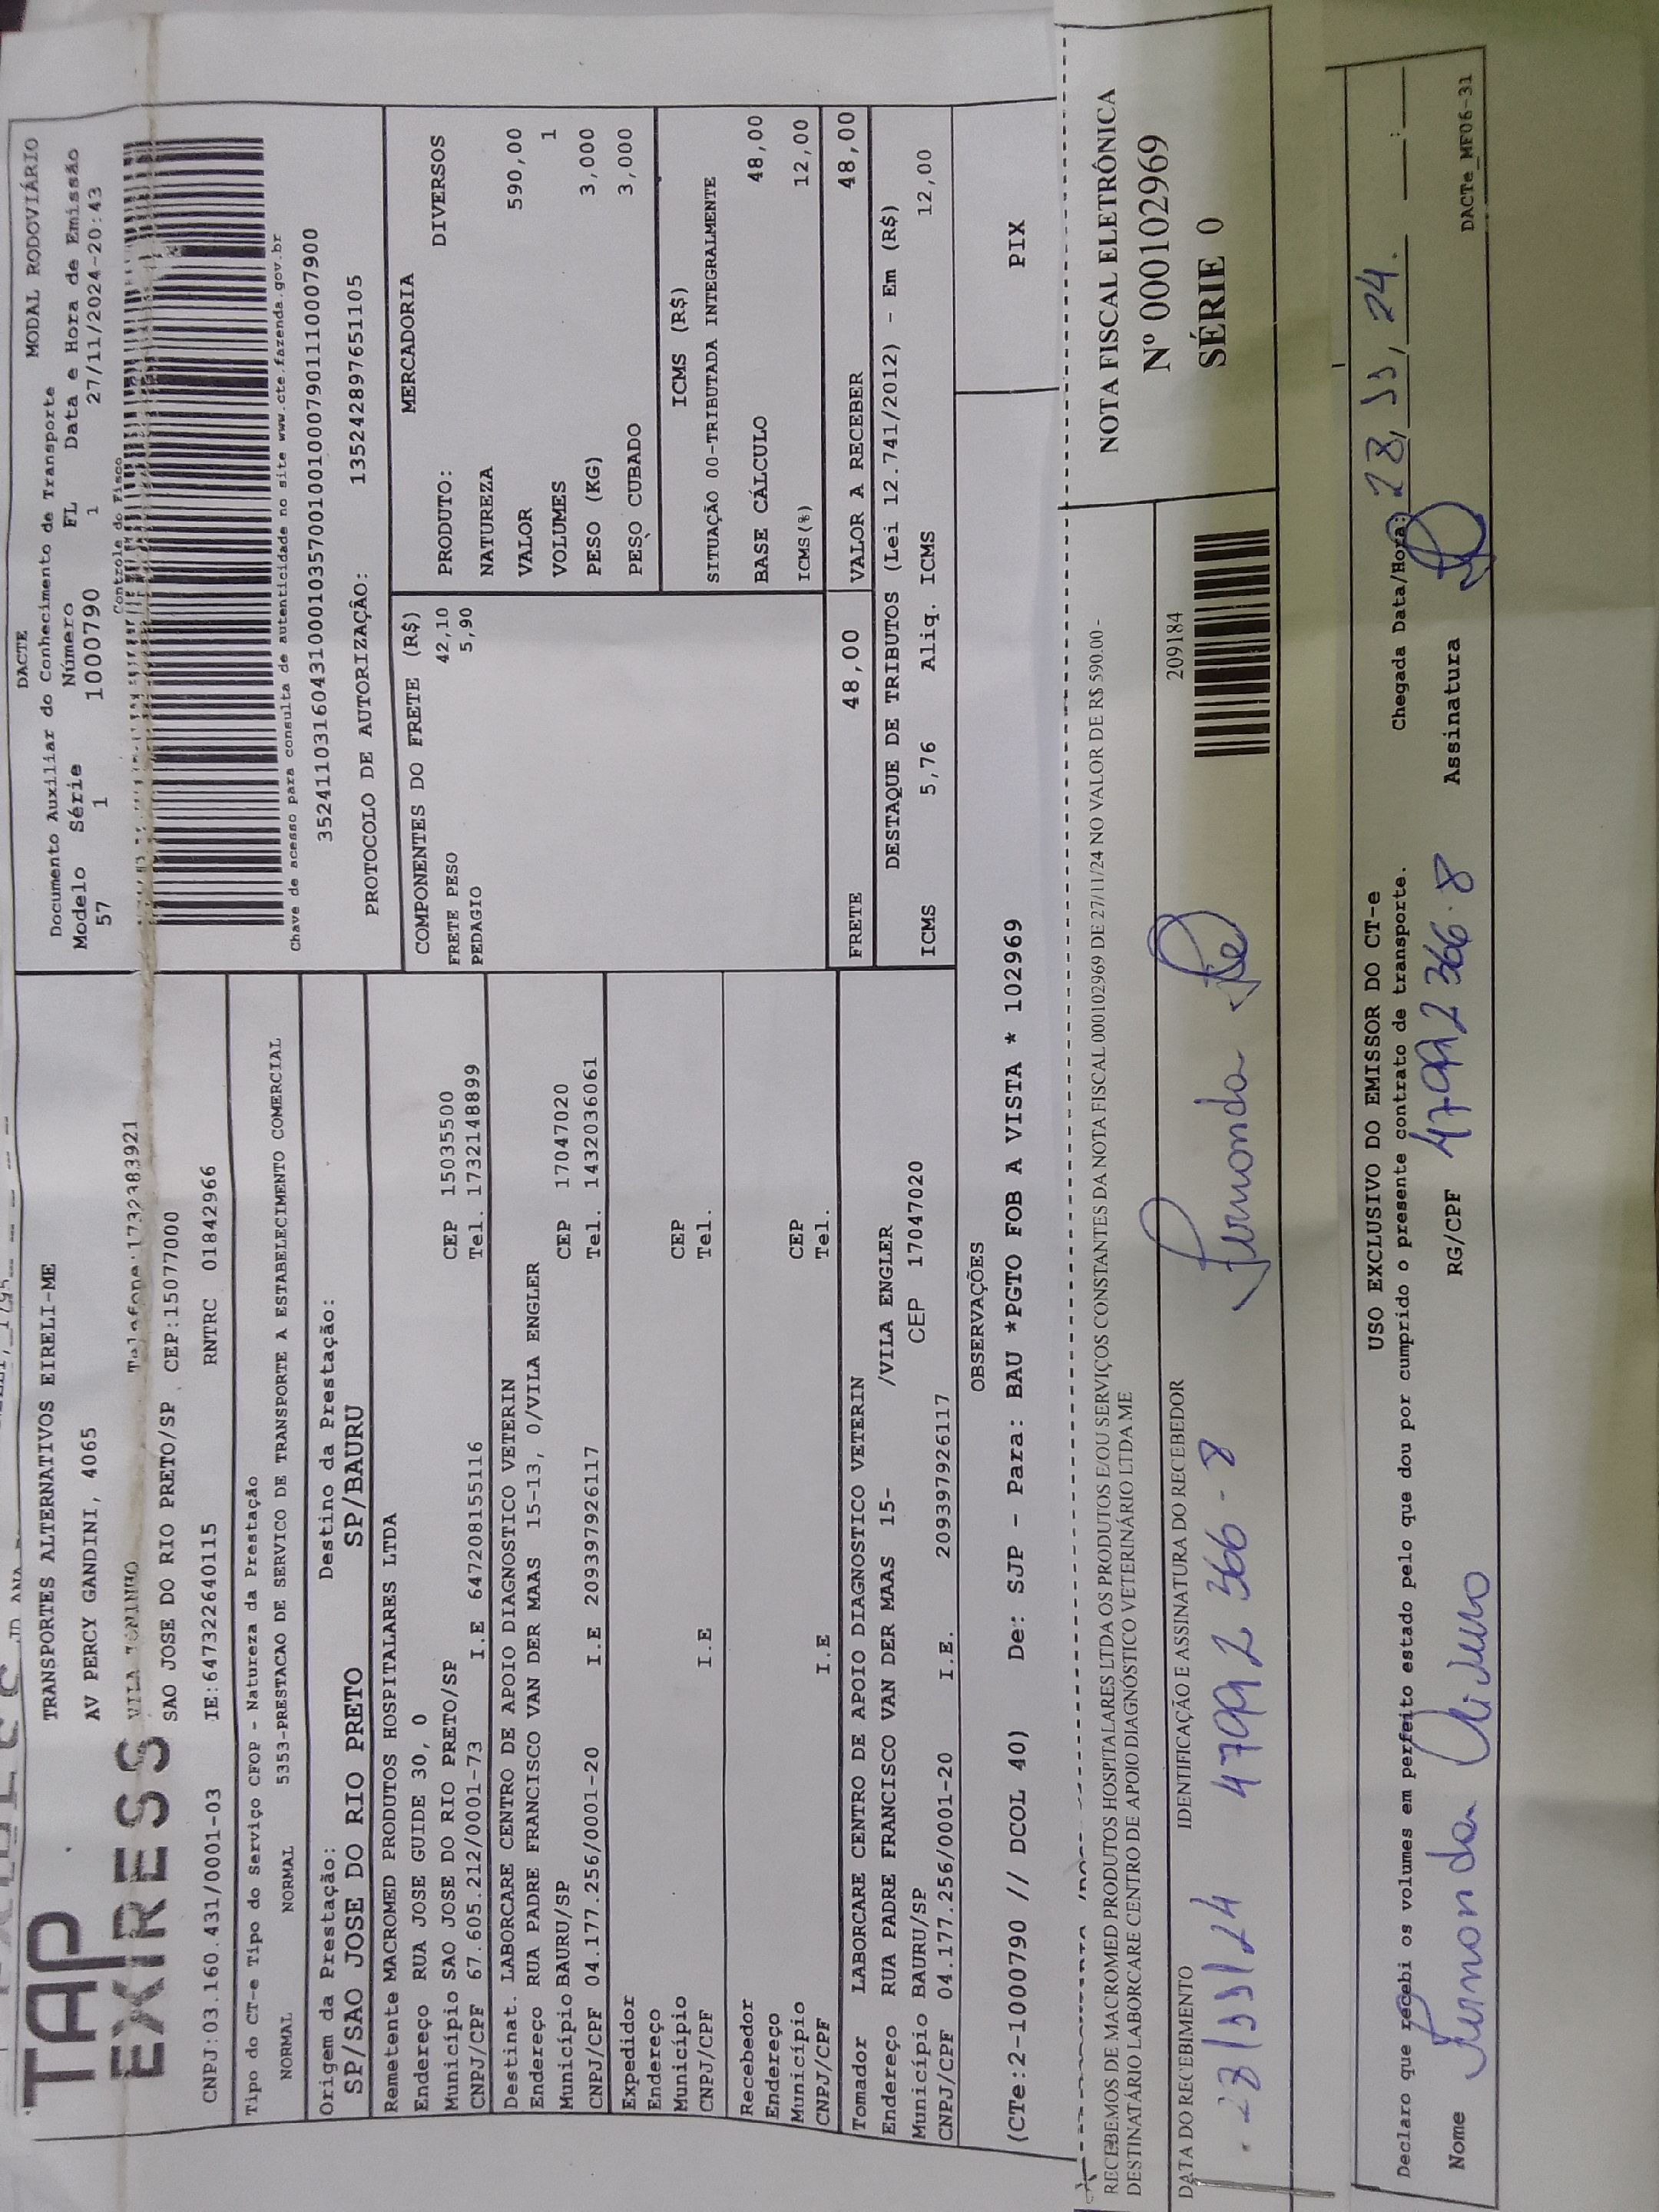 TAP
EXPRESS
TRANSPORTES ALTERNATIVOS EIRELI-ME
AV PERCY GANDINI, 4065
VILA TONINHO Telefone:1732383921
SAO JOSE DO RIO PRETO/SP CEP:15077000
CNPJ:03.160.431/0001-03 IE:647322640115 RNTRC 01842966
Tipo do CT-e Tipo do Serviço CFOP - Natureza da Prestação
NORMAL NORMAL 5353-PRESTACAO DE SERVICO DE TRANSPORTE A ESTABELECIMENTO COMERCIAL
Origem da Prestação: Destino da Prestação:
SP/SAO JOSE DO RIO PRETO SP/BAURU
DACTE MODAL RODOVIÁRIO
Documento Auxiliar do Conhecimento de Transporte
Modelo Série Número FL Data e Hora de Emissão
57 1 1000790 1 27/11/2024-20:43
Controle do Fisco
Chave de acesso para consulta de autenticidade no site www.cte.fazenda.gov.br
35241103160431000103570010010007901110007900
PROTOCOLO DE AUTORIZAÇÃO: 135242897651105
Remetente MACROMED PRODUTOS HOSPITALARES LTDA
Endereço RUA JOSE GUIDE 30, 0
Município SAO JOSE DO RIO PRETO/SP CEP 15035500
CNPJ/CPF 67.605.212/0001-73 I.E 647208155116 Tel. 1732148899
Destinat. LABORCARE CENTRO DE APOIO DIAGNOSTICO VETERIN
Endereço RUA PADRE FRANCISCO VAN DER MAAS 15-13, 0/VILA ENGLER
Município BAURU/SP CEP 17047020
CNPJ/CPF 04.177.256/0001-20 I.E 209397926117 Tel. 1432036061
Expedidor
Endereço
Município CEP
CNPJ/CPF I.E Tel.
Recebedor
Endereço
Município CEP
CNPJ/CPF I.E Tel.
Tomador LABORCARE CENTRO DE APOIO DIAGNOSTICO VETERIN
Endereço RUA PADRE FRANCISCO VAN DER MAAS 15- /VILA ENGLER
Município BAURU/SP CEP 17047020
CNPJ/CPF 04.177.256/0001-20 I.E. 209397926117
COMPONENTES DO FRETE (R$)
FRETE PESO 42,10
PEDAGIO 5,90
MERCADORIA
PRODUTO: DIVERSOS
NATUREZA
VALOR 590,00
VOLUMES 1
PESO (KG) 3,000
PESO CUBADO 3,000
ICMS (R$)
SITUAÇÃO 00-TRIBUTADA INTEGRALMENTE
BASE CÁLCULO 48,00
ICMS(%) 12,00
FRETE 48,00 VALOR A RECEBER 48,00
DESTAQUE DE TRIBUTOS (Lei 12.741/2012) - Em (R$)
ICMS 5,76 Aliq. ICMS 12,00
OBSERVAÇÕES
(CTe:2-1000790 // DCOL 40) De: SJP - Para: BAU *PGTO FOB A VISTA * 102969
PIX
RECEBEMOS DE MACROMED PRODUTOS HOSPITALARES LTDA OS PRODUTOS E/OU SERVIÇOS CONSTANTES DA NOTA FISCAL 000102969 DE 27/11/24 NO VALOR DE R$ 590.00 -
DESTINATÁRIO LABORCARE CENTRO DE APOIO DIAGNÓSTICO VETERINÁRIO LTDA ME
DATA DO RECEBIMENTO IDENTIFICAÇÃO E ASSINATURA DO RECEBEDOR 209184
28/11/24 47992366-8 Fernanda
NOTA FISCAL ELETRÔNICA
Nº 000102969
SÉRIE 0
USO EXCLUSIVO DO EMISSOR DO CT-e
Declaro que recebi os volumes em perfeito estado pelo que dou por cumprido o presente contrato de transporte. Chegada Data/Hora: 28/11/24. ___:___
Nome Fernanda RG/CPF 47992366-8 Assinatura
DACTe_MF06-31